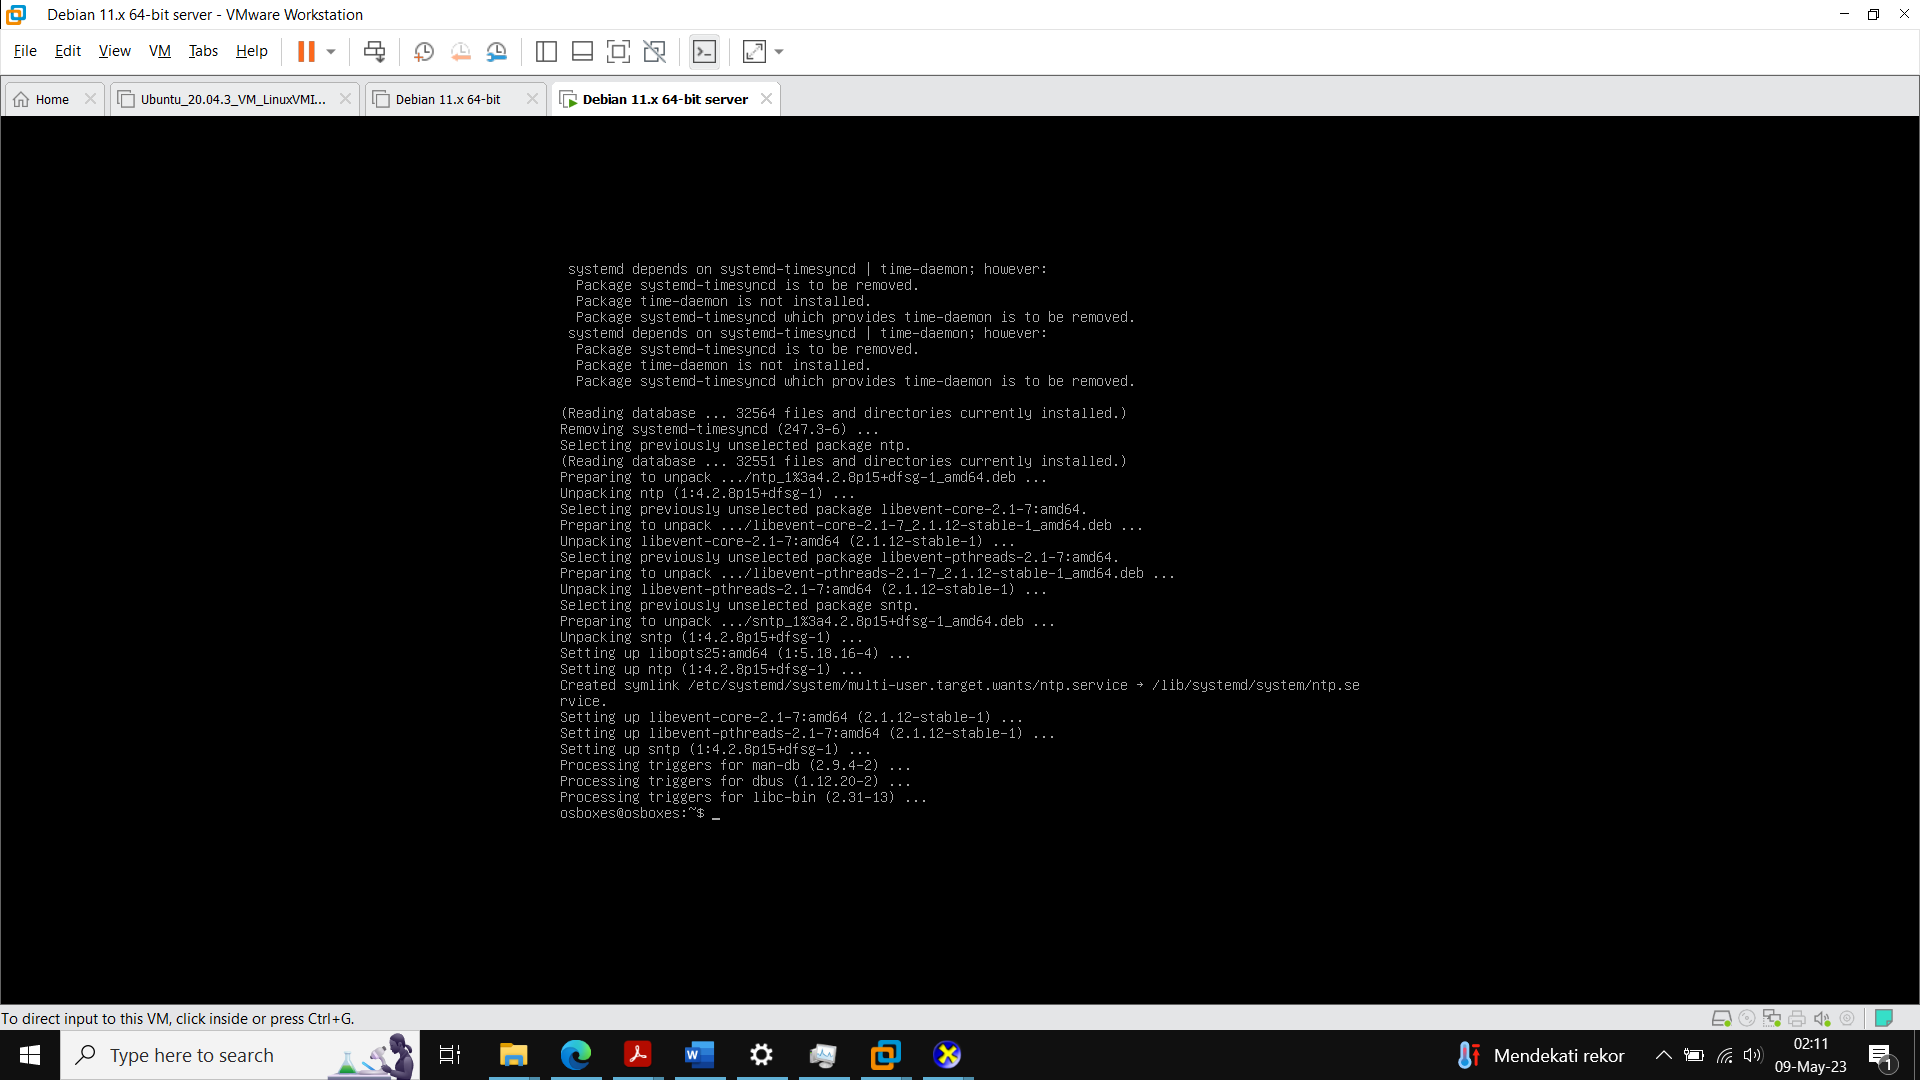 Debian 11.x 64-bit server - VMware Workstation
File Edit View VM Tabs Help
Home Ubuntu_20.04.3_VM_LinuxVMI... Debian 11.x 64-bit Debian 11.x 64-bit server
systemd depends on systemd-timesyncd | time-daemon; however:
Package systemd-timesyncd is to be removed.
Package time-daemon is not installed.
Package systemd-timesyncd which provides time-daemon is to be removed.
systemd depends on systemd-timesyncd | time-daemon; however:
Package systemd-timesyncd is to be removed.
Package time-daemon is not installed.
Package systemd-timesyncd which provides time-daemon is to be removed.
(Reading database ... 32564 files and directories currently installed.)
Removing systemd-timesyncd (247.3-6) ...
Selecting previously unselected package ntp.
(Reading database ... 32551 files and directories currently installed.)
Preparing to unpack .../ntp_1%3a4.2.8p15+dfsg-1_amd64.deb ...
Unpacking ntp (1:4.2.8p15+dfsg-1) ...
Selecting previously unselected package libevent-core-2.1-7:amd64.
Preparing to unpack .../libevent-core-2.1-7_2.1.12-stable-1_amd64.deb ...
Unpacking libevent-core-2.1-7:amd64 (2.1.12-stable-1) ...
Selecting previously unselected package libevent-pthreads-2.1-7:amd64.
Preparing to unpack .../libevent-pthreads-2.1-7_2.1.12-stable-1_amd64.deb ...
Unpacking libevent-pthreads-2.1-7:amd64 (2.1.12-stable-1) ...
Selecting previously unselected package sntp.
Preparing to unpack .../sntp_1%3a4.2.8p15+dfsg-1_amd64.deb ...
Unpacking sntp (1:4.2.8p15+dfsg-1) ...
Setting up libopts25:amd64 (1:5.18.16-4) ...
Setting up ntp (1:4.2.8p15+dfsg-1) ...
Created symlink /etc/systemd/system/multi-user.target.wants/ntp.service → /lib/systemd/system/ntp.se
rvice.
Setting up libevent-core-2.1-7:amd64 (2.1.12-stable-1) ...
Setting up libevent-pthreads-2.1-7:amd64 (2.1.12-stable-1) ...
Setting up sntp (1:4.2.8p15+dfsg-1) ...
Processing triggers for man-db (2.9.4-2) ...
Processing triggers for dbus (1.12.20-2) ...
Processing triggers for libc-bin (2.31-13) ...
osboxes@osboxes:~$ _
To direct input to this VM, click inside or press Ctrl+G.
Type here to search
Mendekati rekor
02:11
09-May-23
1